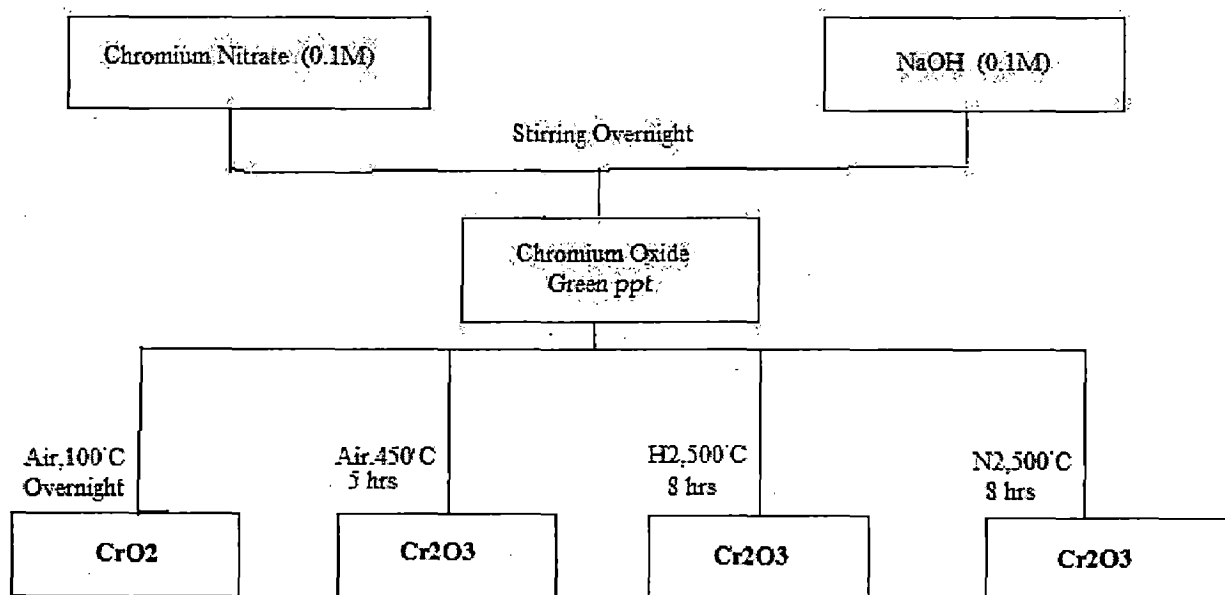 Chromium Nitrate (0.1M)
NaOH (0.1M)
Stirring Overnight
Chromium Oxide
Green ppt
Air,100°C
Overnight
Air.450°C
5 hrs
H2,500°C
8 hrs
N2,500°C
8 hrs
CrO2
Cr2O3
Cr2O3
Cr2O3